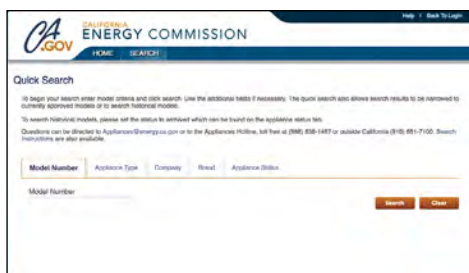 Help | Back To Login
CA.GOV
CALIFORNIA
ENERGY COMMISSION
HOME SEARCH
Quick Search
To begin your search enter model criteria and click search. Use the additional fields if necessary. The quick search also allows search results to be narrowed to
currently approved models or to search historical models.
To search historical models, please set the status to archived which can be found on the appliance status tab.
Questions can be directed to Appliances@energy.ca.gov or to the Appliances Hotline, toll free at (888) 838-1467 or outside California (916) 651-7100. Search
Instructions are also available.
Model Number Appliance Type Company Brand Appliance Status
Model Number
Search Clear